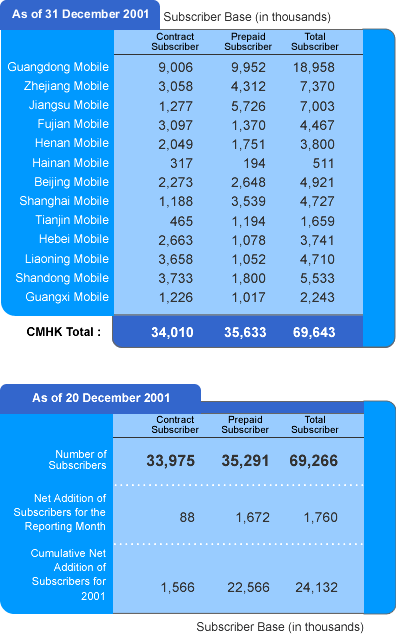 As of 31 December 2001 Subscriber Base (in thousands)
Contract Prepaid Total
Subscriber Subscriber Subscriber
Guangdong Mobile 9,006 9,952 18,958
Zhejiang Mobile 3,058 4,312 7,370
Jiangsu Mobile 1,277 5,726 7,003
Fujian Mobile 3,097 1,370 4,467
Henan Mobile 2,049 1,751 3,800
Hainan Mobile 317 194 511
Beijing Mobile 2,273 2,648 4,921
Shanghai Mobile 1,188 3,539 4,727
Tianjin Mobile 465 1,194 1,659
Hebei Mobile 2,663 1,078 3,741
Liaoning Mobile 3,658 1,052 4,710
Shandong Mobile 3,733 1,800 5,533
Guangxi Mobile 1,226 1,017 2,243
CMHK Total : 34,010 35,633 69,643
As of 20 December 2001
Contract Prepaid Total
Subscriber Subscriber Subscriber
Number of
Subscribers 33,975 35,291 69,266
Net Addition of
Subscribers for the
Reporting Month 88 1,672 1,760
Cumulative Net
Addition of
Subscribers for
2001 1,566 22,566 24,132
Subscriber Base (in thousands)